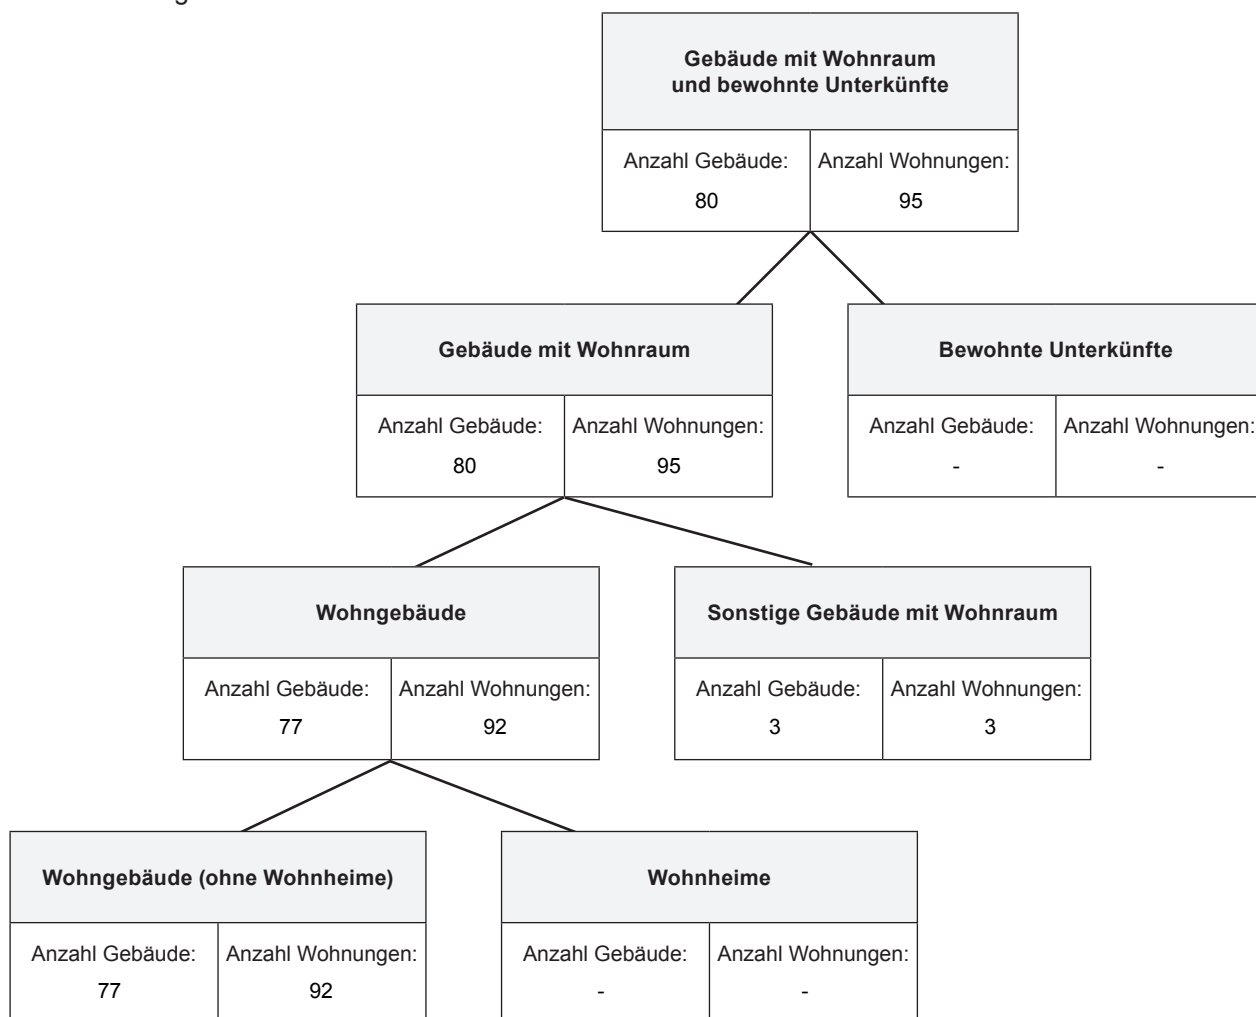 Gebäude mit Wohnraum
und bewohnte Unterkünfte
Anzahl Gebäude: Anzahl Wohnungen:
80 95
Gebäude mit Wohnraum
Bewohnte Unterkünfte
Anzahl Gebäude: Anzahl Wohnungen:
80 95
Anzahl Gebäude: Anzahl Wohnungen:
- -
Wohngebäude
Sonstige Gebäude mit Wohnraum
Anzahl Gebäude: Anzahl Wohnungen:
77 92
Anzahl Gebäude: Anzahl Wohnungen:
3 3
Wohngebäude (ohne Wohnheime)
Wohnheime
Anzahl Gebäude: Anzahl Wohnungen:
77 92
Anzahl Gebäude: Anzahl Wohnungen:
- -